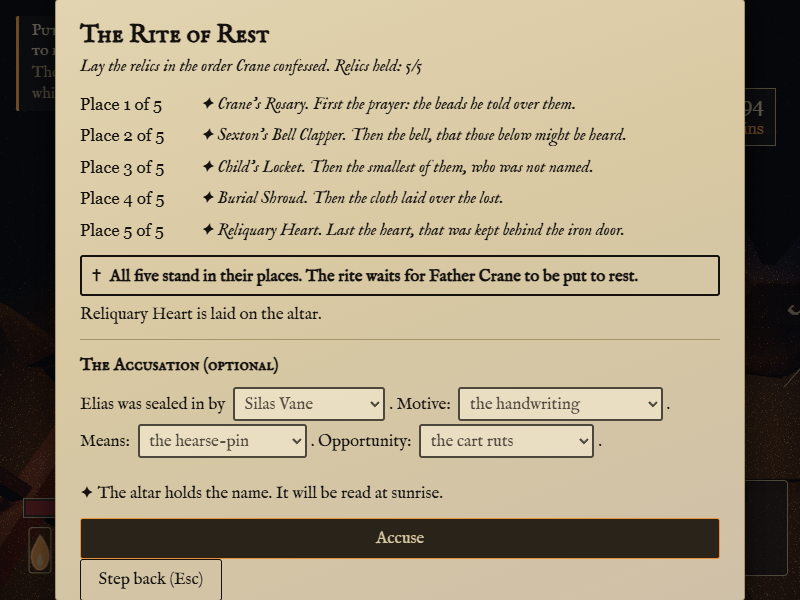 The Rite of Rest
Lay the relics in the order Crane confessed. Relics held: 5/5
Place 1 of 5 ✦ Crane's Rosary. First the prayer: the beads he told over them.
Place 2 of 5 ✦ Sexton's Bell Clapper. Then the bell, that those below might be heard.
Place 3 of 5 ✦ Child's Locket. Then the smallest of them, who was not named.
Place 4 of 5 ✦ Burial Shroud. Then the cloth laid over the lost.
Place 5 of 5 ✦ Reliquary Heart. Last the heart, that was kept behind the iron door.
✝ All five stand in their places. The rite waits for Father Crane to be put to rest.
Reliquary Heart is laid on the altar.
The Accusation (optional)
Elias was sealed in by Silas Vane . Motive: the handwriting .
Means: the hearse-pin . Opportunity: the cart ruts .
✦ The altar holds the name. It will be read at sunrise.
Accuse
Step back (Esc)